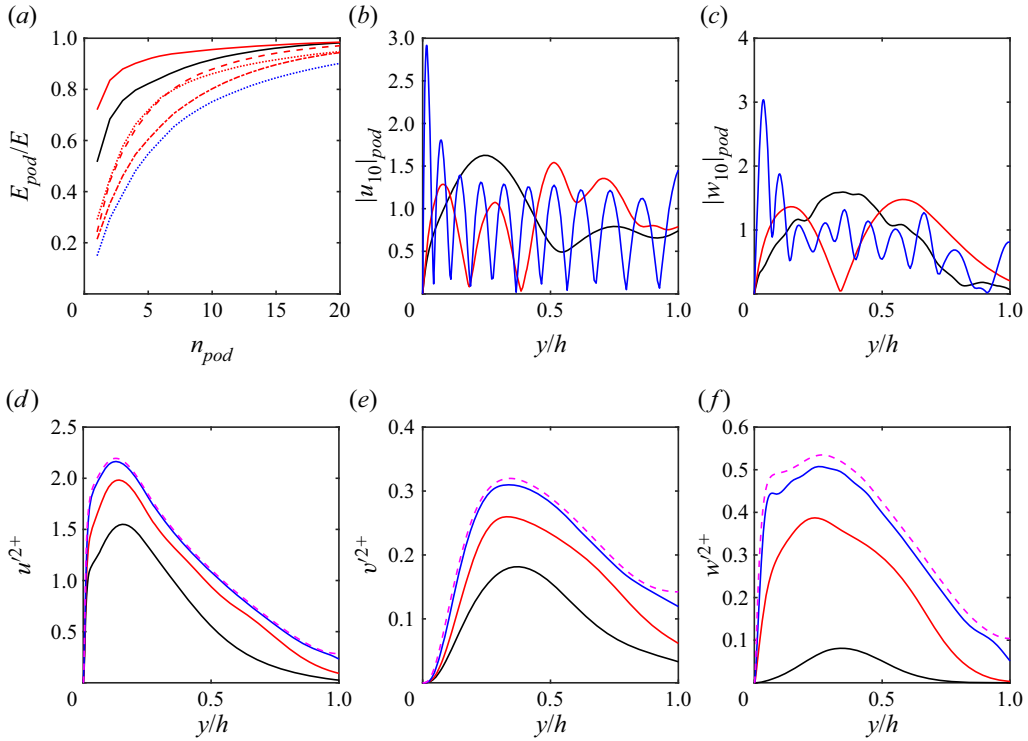 (a) (b) (c)
1.0 3.0 4
0.8 2.5 3
0.6 2.0 2
0.4 1.5 1
0.2 1.0
0.5
E_pod/E |u_10|_pod |w_10|_pod
5 10 15 20 0 0.5 1.0 0 0.5 1.0
0 0
n_pod y/h y/h
(d) (e) (f)
2.5 0.4 0.6
2.0 0.3 0.5
1.5 0.2 0.4
1.0 0.1 0.3
0.5 0.2
0.1
u'^2+ v'^2+ w'^2+
0 0.5 1.0 0 0.5 1.0 0 0.5 1.0
y/h y/h y/h